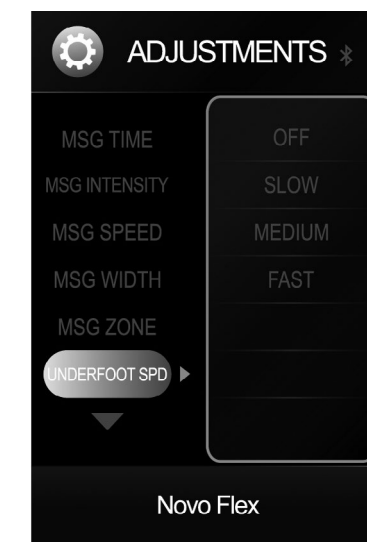 ADJUSTMENTS
MSG TIME
MSG INTENSITY
MSG SPEED
MSG WIDTH
MSG ZONE
UNDERFOOT SPD
OFF
SLOW
MEDIUM
FAST
Novo Flex